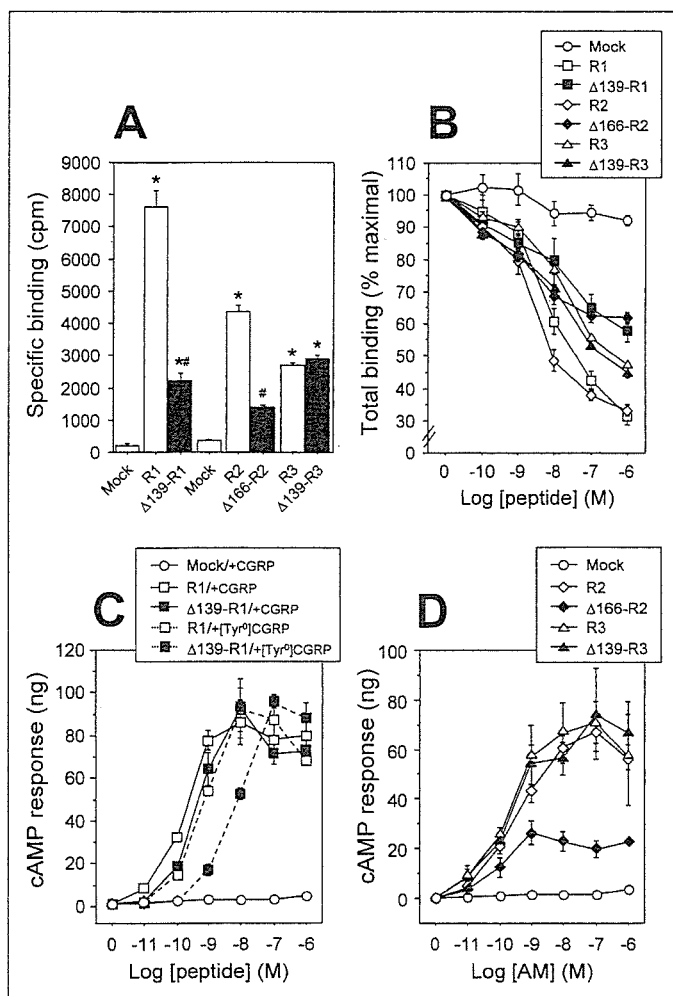 A
Specific binding (cpm)
9000
8000
7000
6000
5000
4000
3000
2000
1000
0
*
*#
*
#
*
*
Mock
R1
Δ139-R1
Mock
R2
Δ166-R2
R3
Δ139-R3
B
Mock
R1
Δ139-R1
R2
Δ166-R2
R3
Δ139-R3
Total binding (% maximal)
110
100
90
80
70
60
50
40
30
0
0 -10 -9 -8 -7 -6
Log [peptide] (M)
C
Mock/+CGRP
R1/+CGRP
Δ139-R1/+CGRP
R1/+[Tyr⁰]CGRP
Δ139-R1/+[Tyr⁰]CGRP
cAMP response (ng)
120
100
80
60
40
20
0
0 -11 -10 -9 -8 -7 -6
Log [peptide] (M)
D
Mock
R2
Δ166-R2
R3
Δ139-R3
cAMP response (ng)
100
80
60
40
20
0
0 -11 -10 -9 -8 -7 -6
Log [AM] (M)